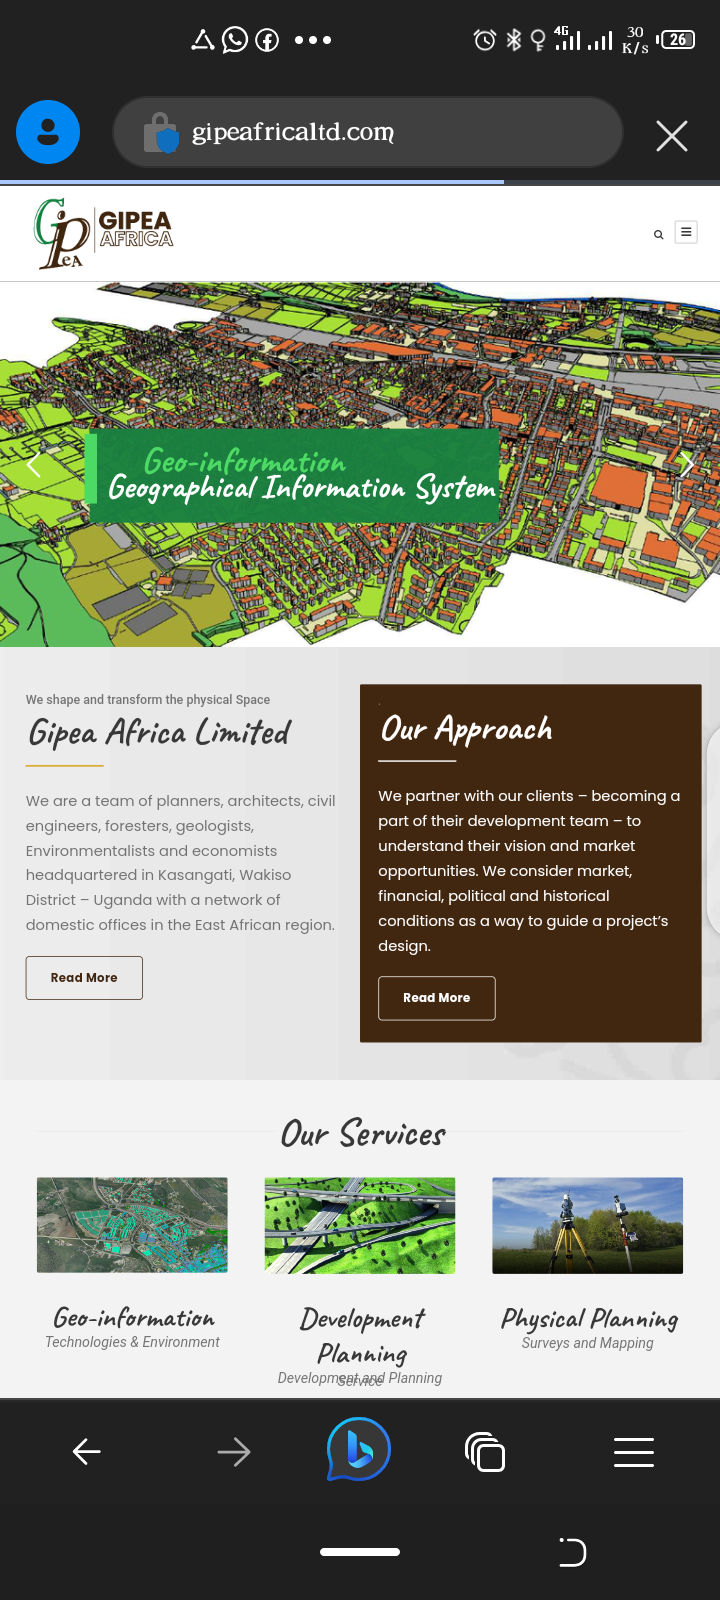 4G
30
K/s
26
gipeafricaltd.com
GIPEA
AFRICA
GPeA
Geo-information
Geographical Information System
We shape and transform the physical Space
Gipea Africa Limited
We are a team of planners, architects, civil
engineers, foresters, geologists,
Environmentalists and economists
headquartered in Kasangati, Wakiso
District – Uganda with a network of
domestic offices in the East African region.
Read More
Our Approach
We partner with our clients – becoming a
part of their development team – to
understand their vision and market
opportunities. We consider market,
financial, political and historical
conditions as a way to guide a project’s
design.
Read More
Our Services
Geo-information
Technologies & Environment
Development
Planning
Development and Planning
Service
Physical Planning
Surveys and Mapping